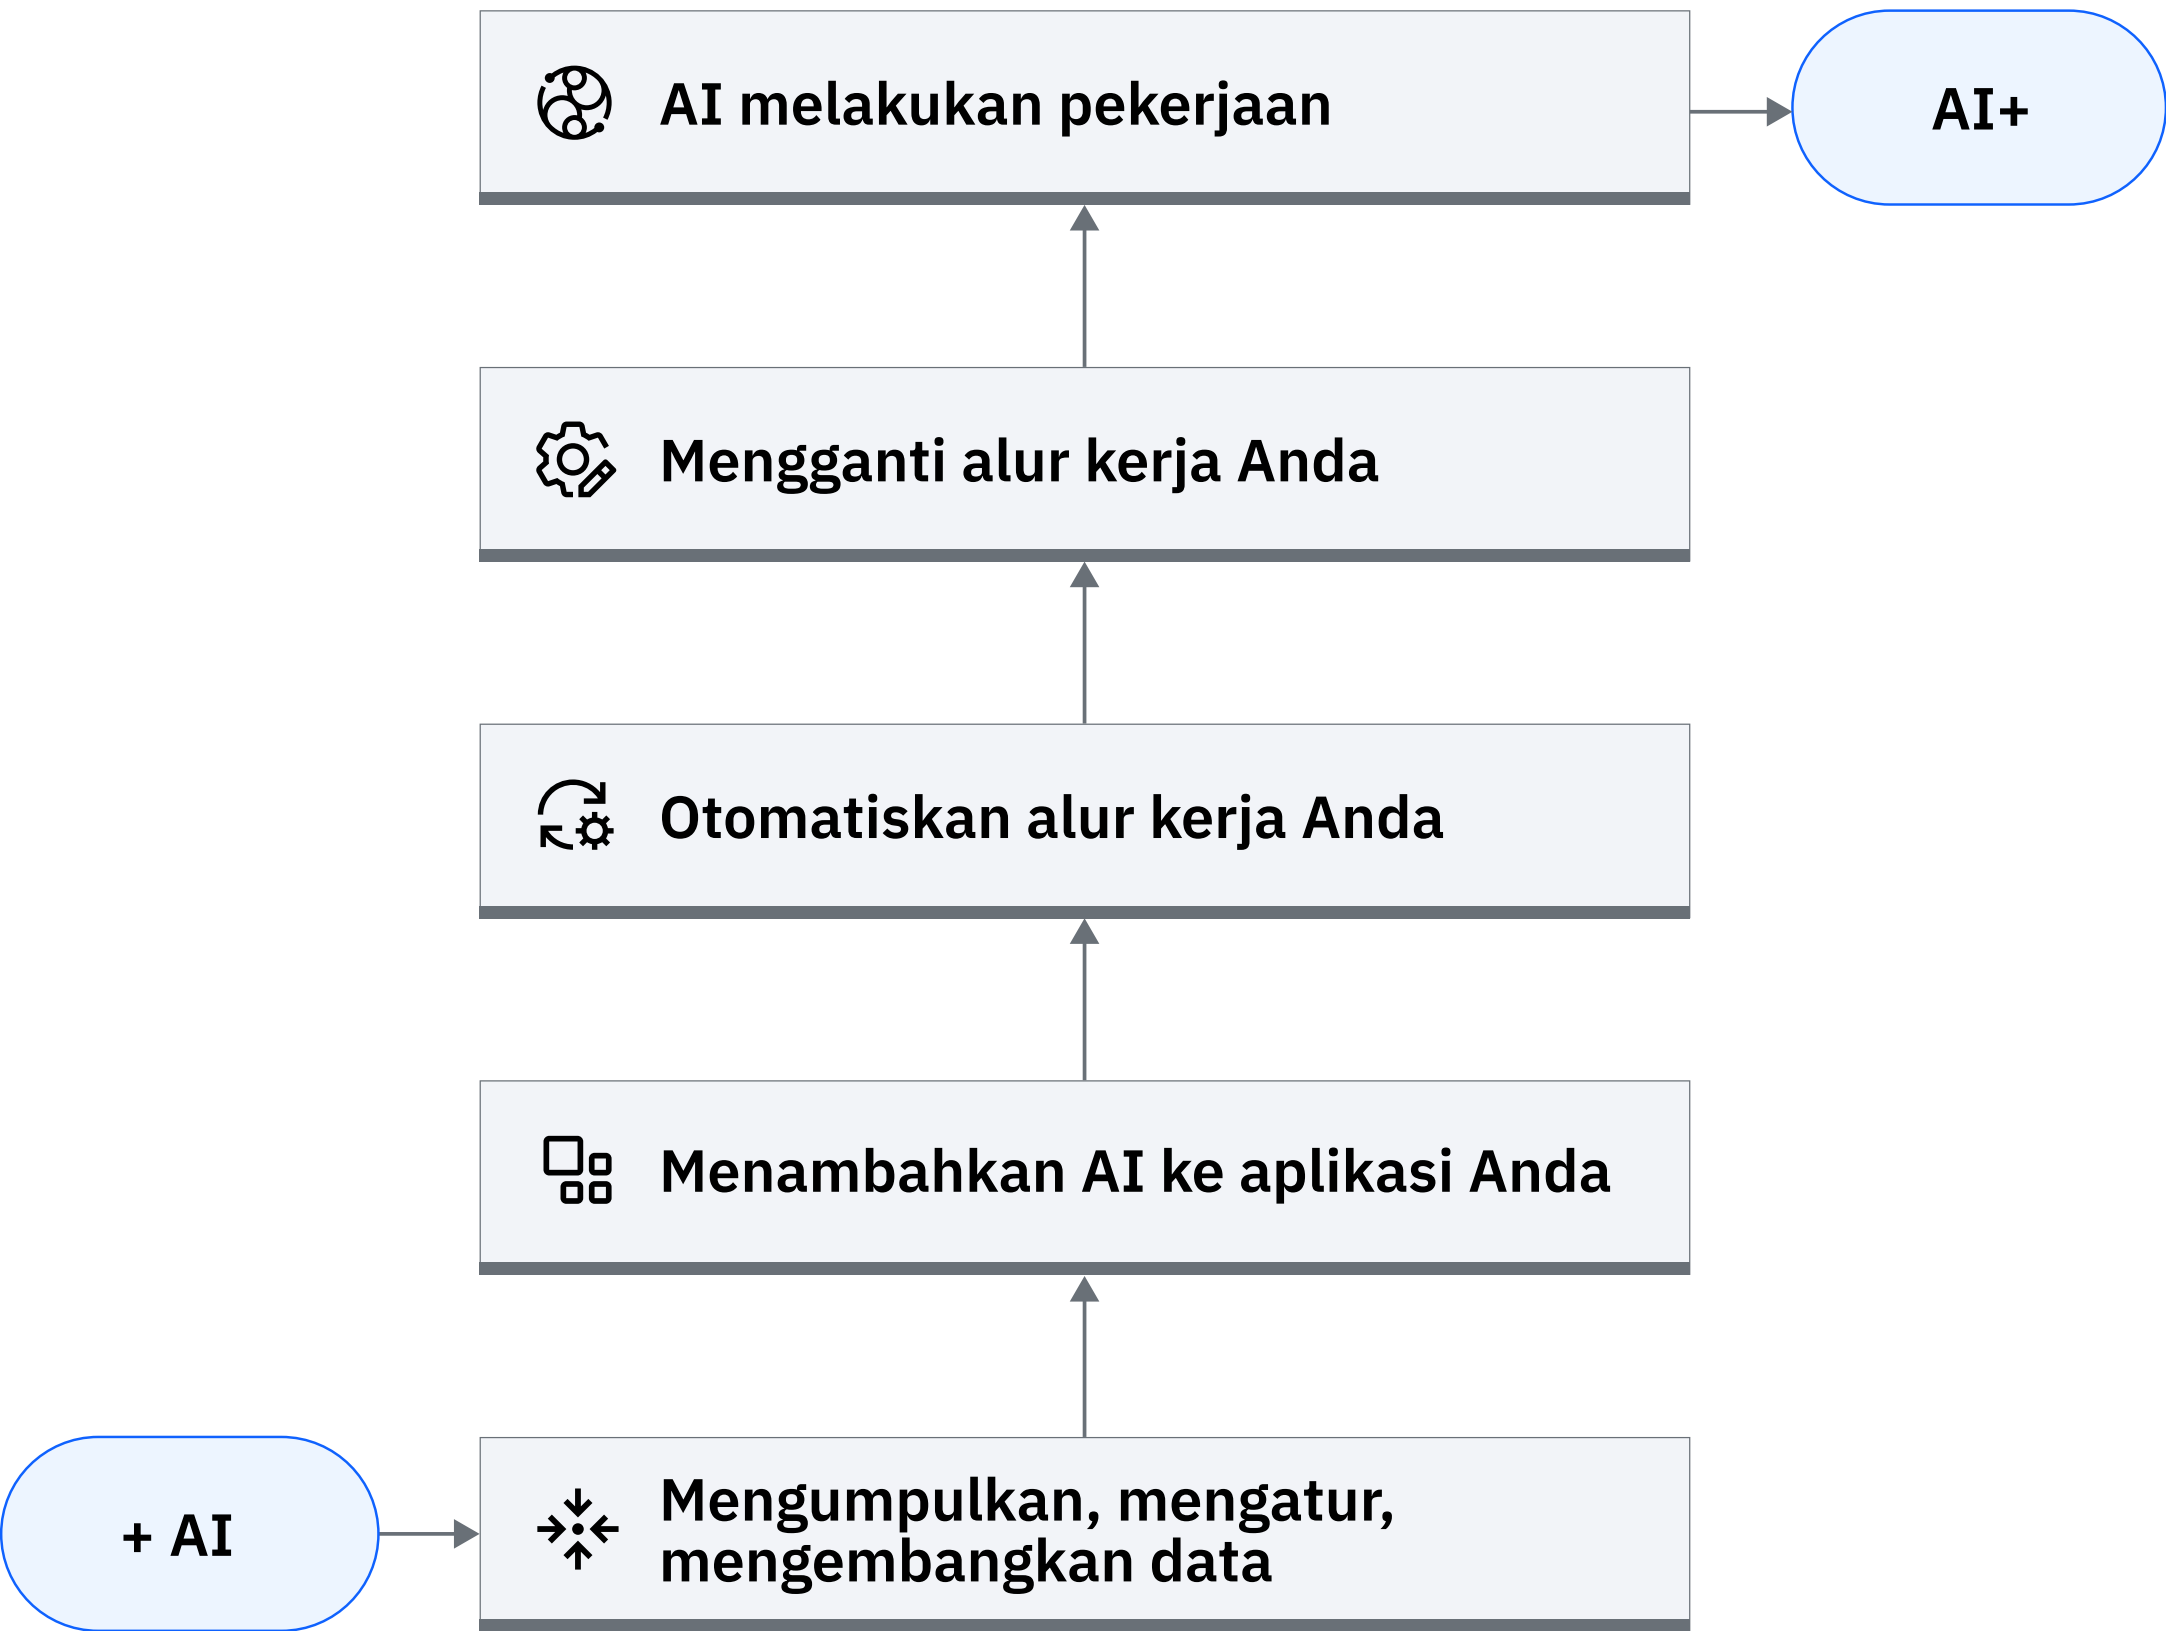 AI melakukan pekerjaan
AI+
Mengganti alur kerja Anda
Otomatiskan alur kerja Anda
Menambahkan AI ke aplikasi Anda
+ AI
Mengumpulkan, mengatur,
mengembangkan data